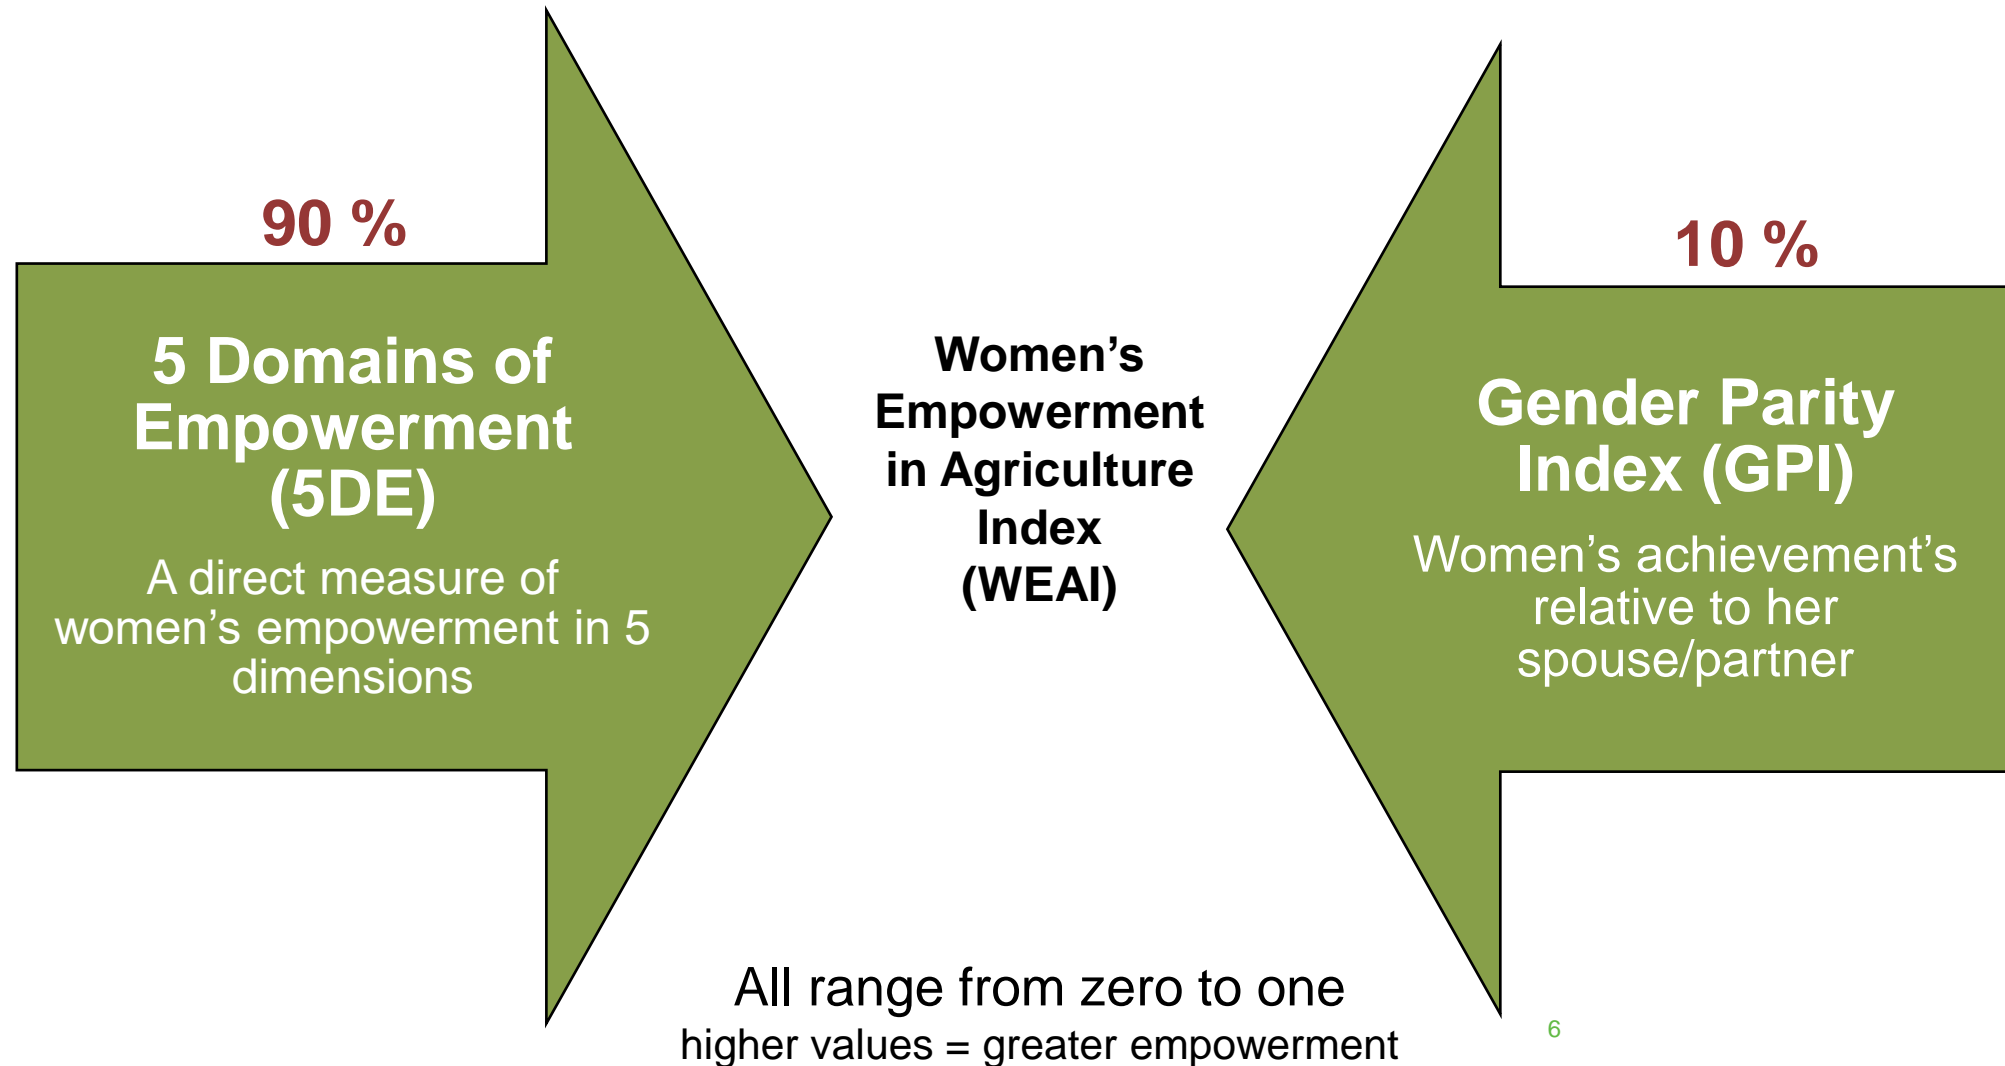 90 %
5 Domains of
Empowerment
(5DE)
A direct measure of
women’s empowerment in 5
dimensions
Women’s
Empowerment
in Agriculture
Index
(WEAI)
10 %
Gender Parity
Index (GPI)
Women’s achievement’s
relative to her
spouse/partner
All range from zero to one
higher values = greater empowerment
6